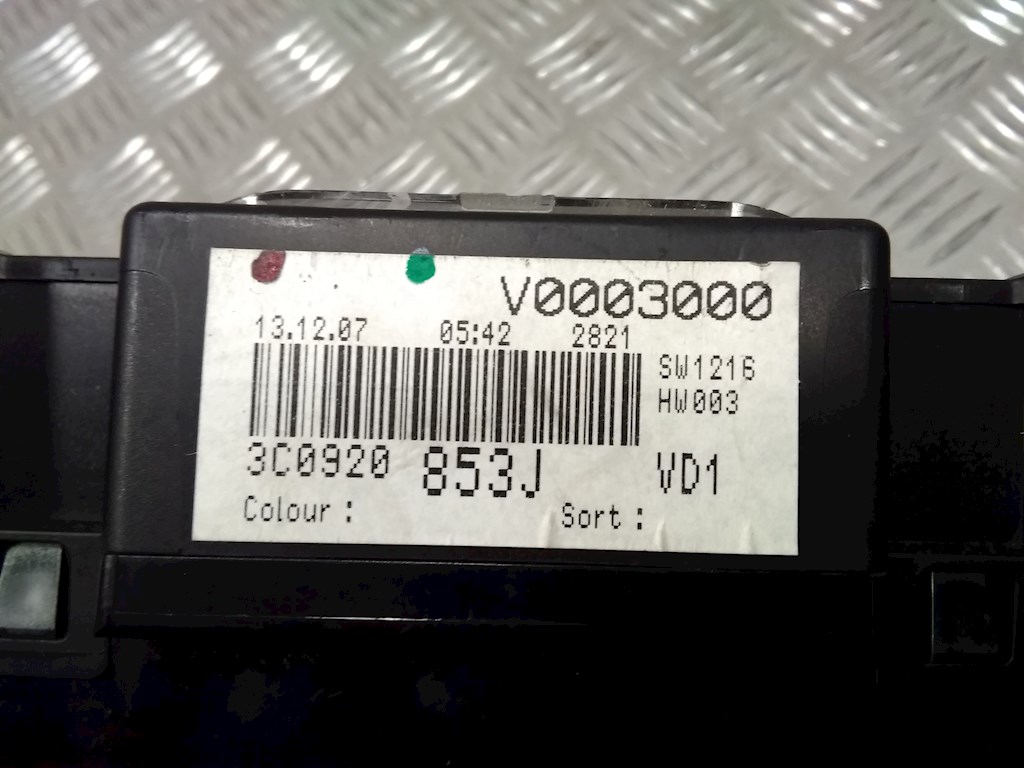 V0003000
13.12.07 05:42 2821
SW1216
HW003
3C0920 853J VD1
Colour : Sort :